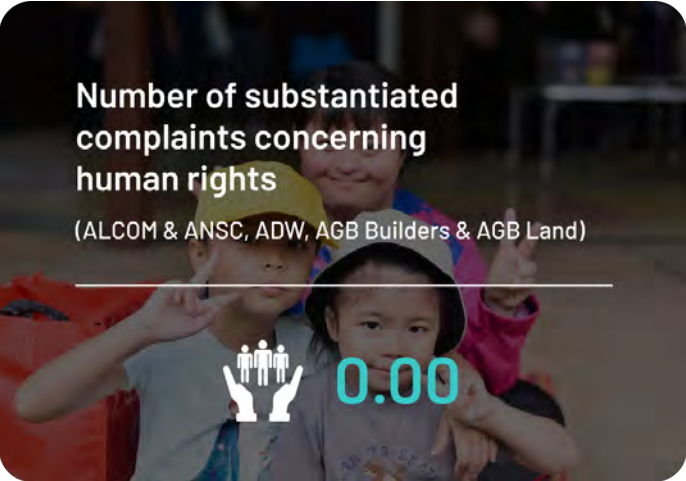 Number of substantiated
complaints concerning
human rights
(ALCOM & ANSC, ADW, AGB Builders & AGB Land)
0.00